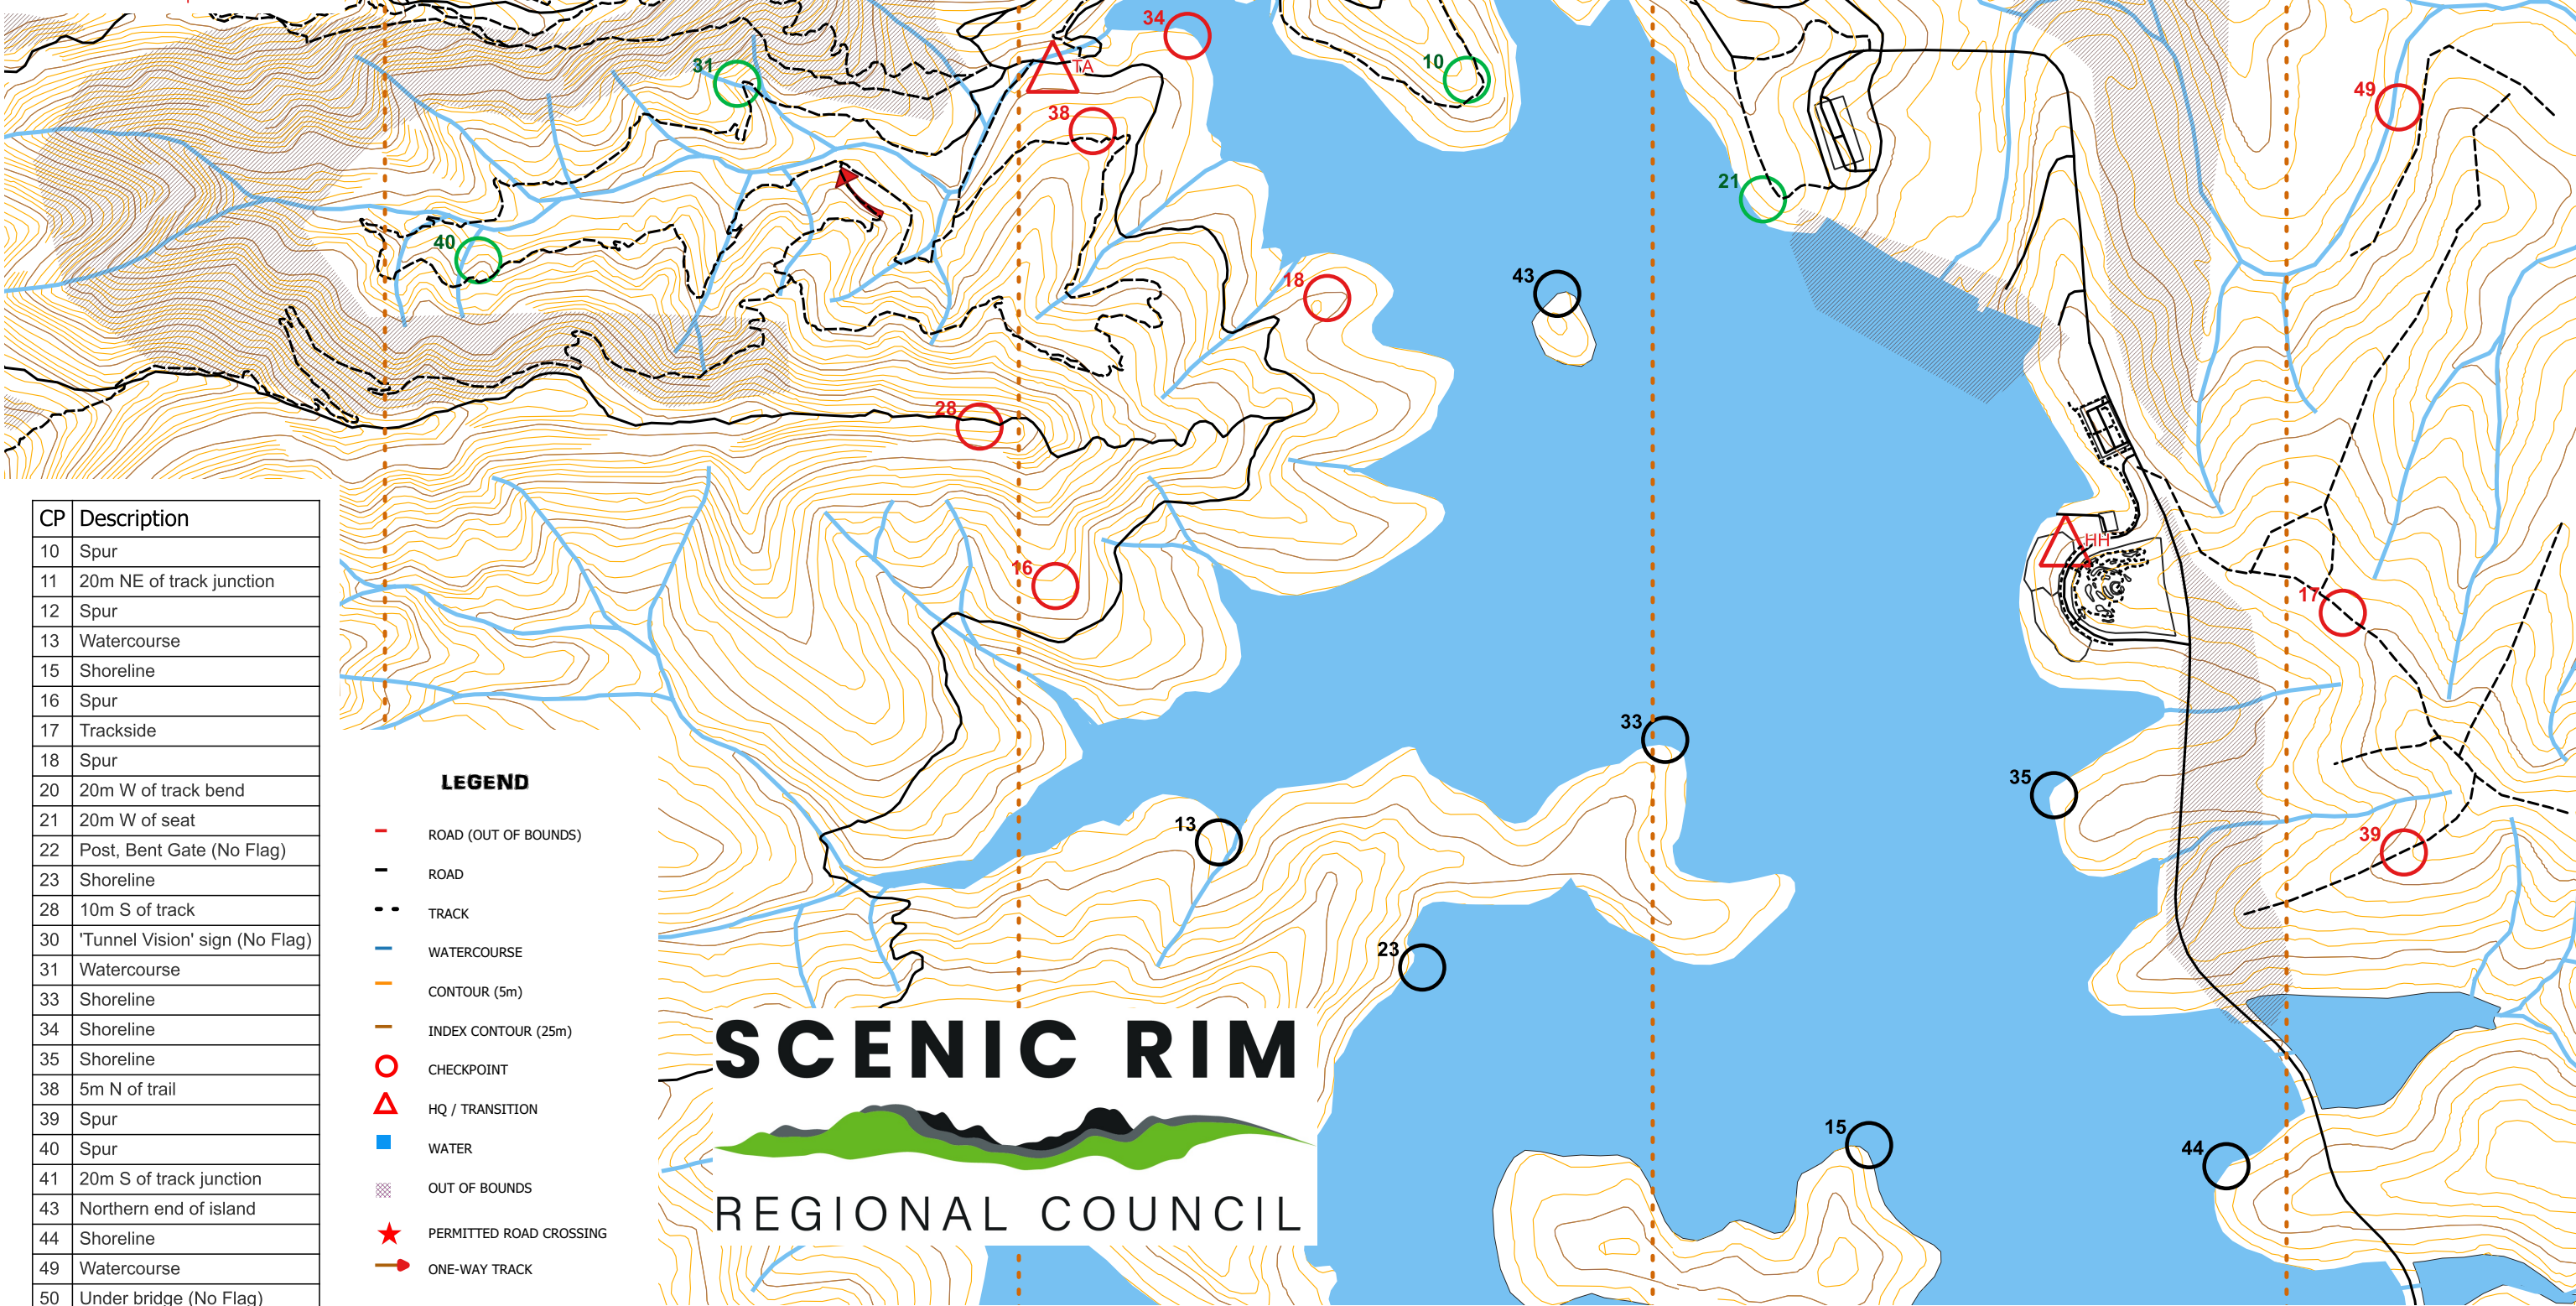 34
TA
31
10
49
38
21
40
18
43
28
16
HH
17
33
35
13
39
23
15
44
CP Description
10 Spur
11 20m NE of track junction
12 Spur
13 Watercourse
15 Shoreline
16 Spur
17 Trackside
18 Spur
20 20m W of track bend
21 20m W of seat
22 Post, Bent Gate (No Flag)
23 Shoreline
28 10m S of track
30 'Tunnel Vision' sign (No Flag)
31 Watercourse
33 Shoreline
34 Shoreline
35 Shoreline
38 5m N of trail
39 Spur
40 Spur
41 20m S of track junction
43 Northern end of island
44 Shoreline
49 Watercourse
50 Under bridge (No Flag)
LEGEND
ROAD (OUT OF BOUNDS)
ROAD
TRACK
WATERCOURSE
CONTOUR (5m)
INDEX CONTOUR (25m)
CHECKPOINT
HQ / TRANSITION
WATER
OUT OF BOUNDS
PERMITTED ROAD CROSSING
ONE-WAY TRACK
SCENIC RIM
REGIONAL COUNCIL